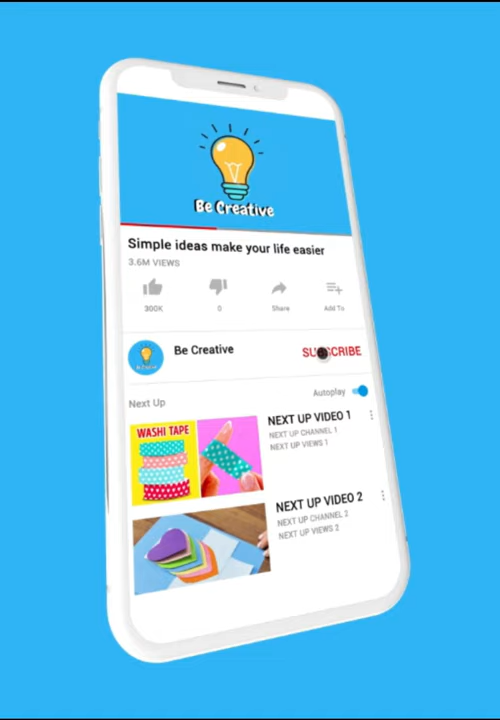 Be Creative
Simple ideas make your life easier
3.6M VIEWS
300K
0
Share
Add To
Be Creative
SUBSCRIBE
Next Up
Autoplay
WASHI TAPE
NEXT UP VIDEO 1
NEXT UP CHANNEL 1
NEXT UP VIEWS 1
NEXT UP VIDEO 2
NEXT UP CHANNEL 2
NEXT UP VIEWS 2